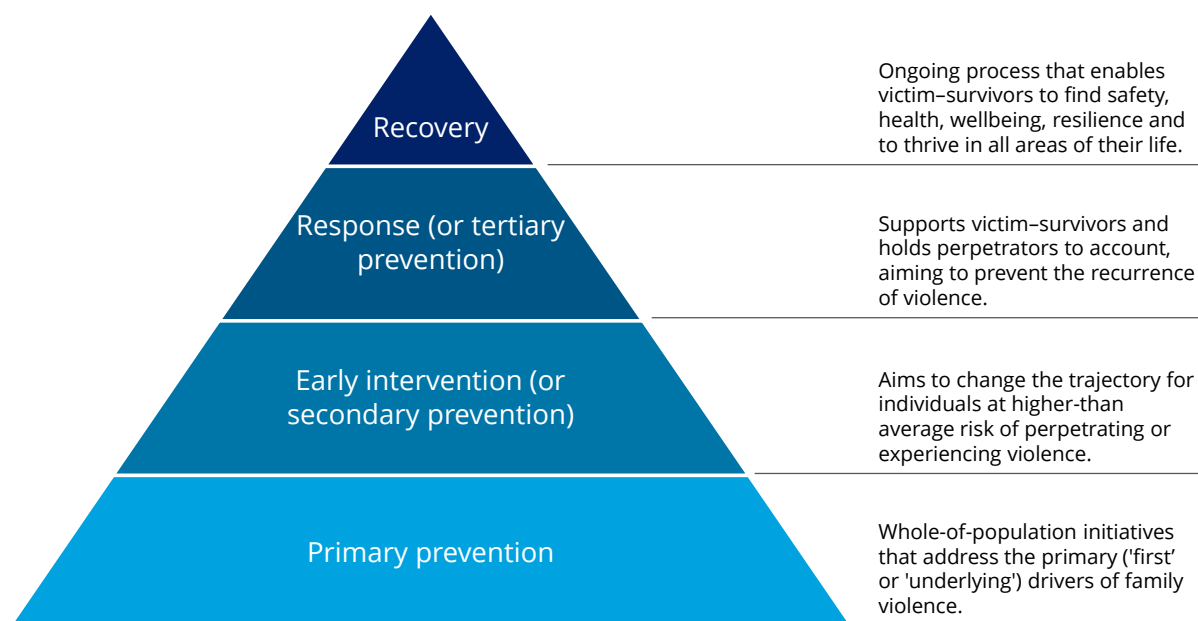 Recovery
Ongoing process that enables
victim–survivors to find safety,
health, wellbeing, resilience and
to thrive in all areas of their life.
Response (or tertiary
prevention)
Supports victim–survivors and
holds perpetrators to account,
aiming to prevent the recurrence
of violence.
Early intervention (or
secondary prevention)
Aims to change the trajectory for
individuals at higher-than
average risk of perpetrating or
experiencing violence.
Primary prevention
Whole-of-population initiatives
that address the primary ('first’
or 'underlying') drivers of family
violence.